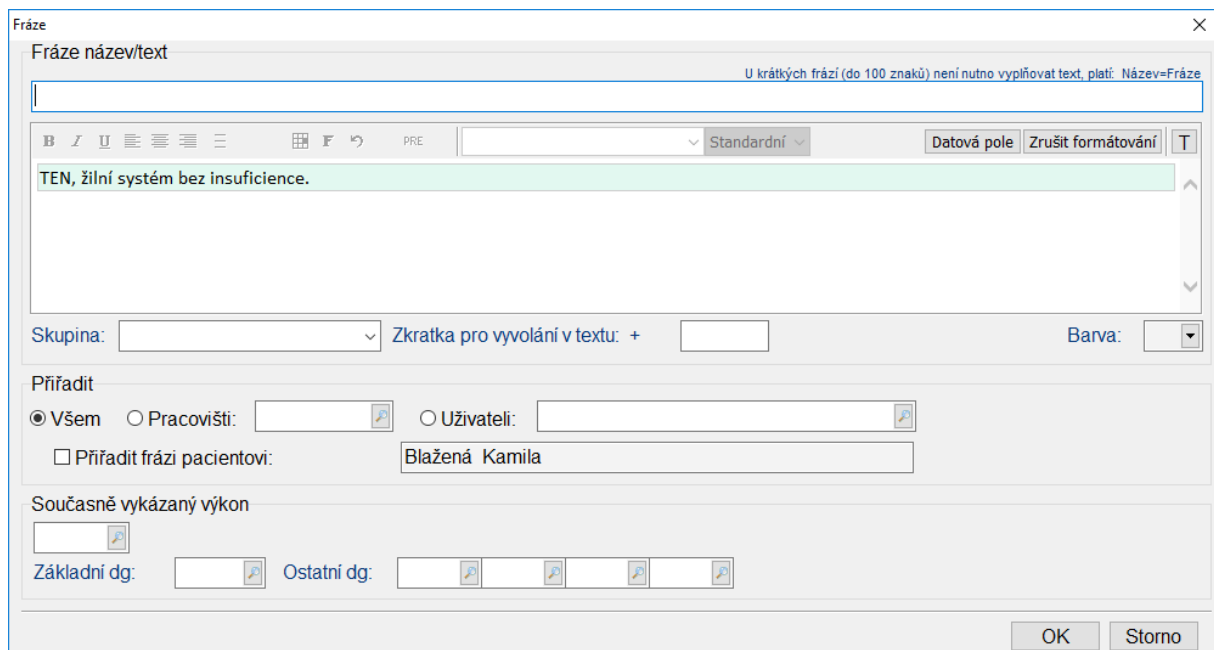 Fráze
Fráze název/text
U krátkých frází (do 100 znaků) není nutno vyplňovat text, platí: Název=Fráze
B I U F PRE Standardní Datová pole Zrušit formátování T
TEN, žilní systém bez insuficience.
Skupina: Zkratka pro vyvolání v textu: + Barva:
Přiřadit
Všem Pracovišti: Uživateli:
Přiřadit frázi pacientovi: Blažená Kamila
Současně vykázaný výkon
Základní dg: Ostatní dg:
OK Storno